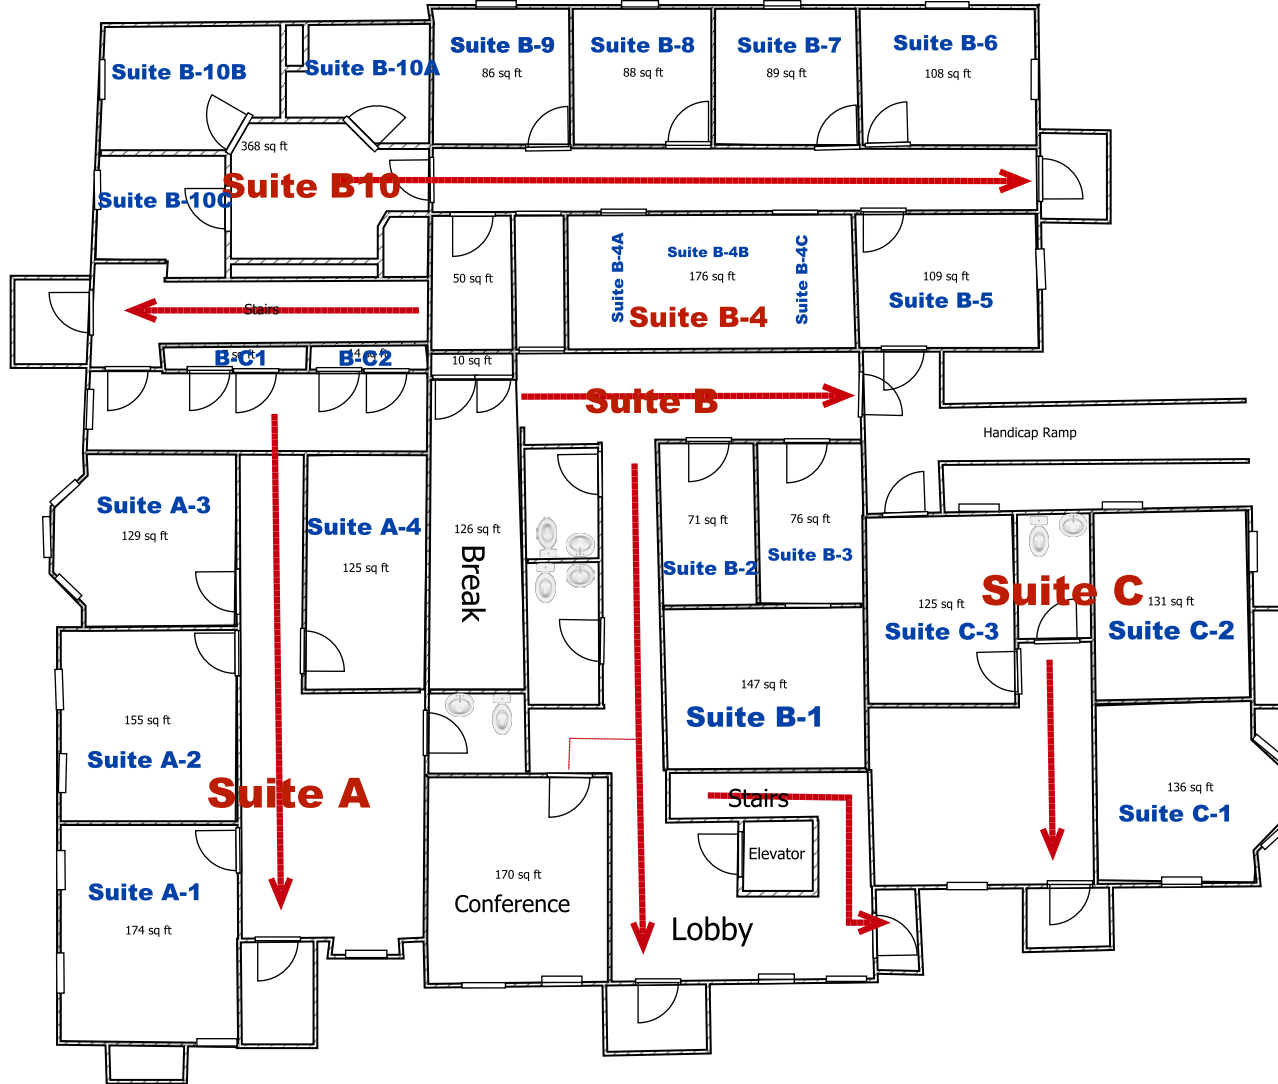 Suite B-9
86 sq ft
Suite B-8
88 sq ft
Suite B-7
89 sq ft
Suite B-6
108 sq ft
Suite B-10B
Suite B-10A
368 sq ft
Suite B10
Suite B-10C
50 sq ft
Suite B-4A
Suite B-4B
176 sq ft
Suite B-4C
Suite B-4
109 sq ft
Suite B-5
Stairs
B-C1
sq ft
B-C2
14 sq ft
10 sq ft
Suite B
Handicap Ramp
Suite A-3
129 sq ft
Suite A-4
125 sq ft
126 sq ft
Break
71 sq ft
Suite B-2
76 sq ft
Suite B-3
125 sq ft
Suite C-3
Suite C
131 sq ft
Suite C-2
155 sq ft
Suite A-2
Suite A
147 sq ft
Suite B-1
Stairs
Elevator
136 sq ft
Suite C-1
Suite A-1
174 sq ft
170 sq ft
Conference
Lobby